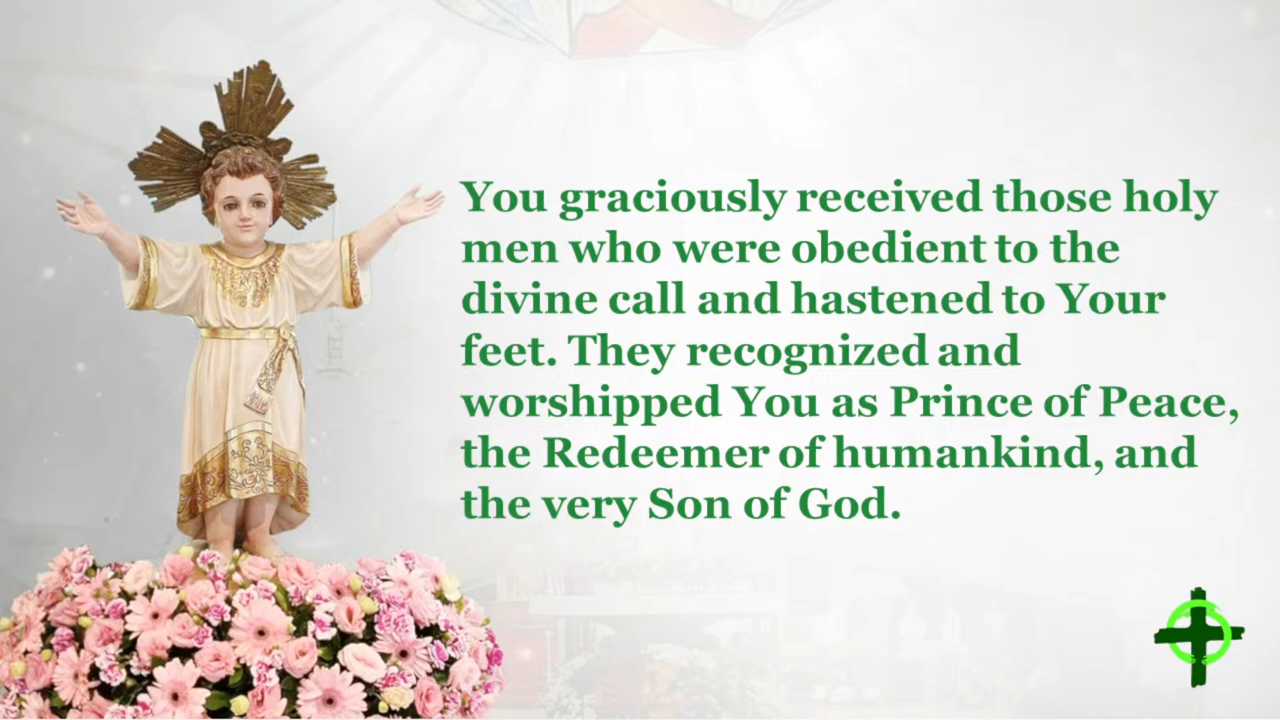 You graciously received those holy
men who were obedient to the
divine call and hastened to Your
feet. They recognized and
worshipped You as Prince of Peace,
the Redeemer of humankind, and
the very Son of God.